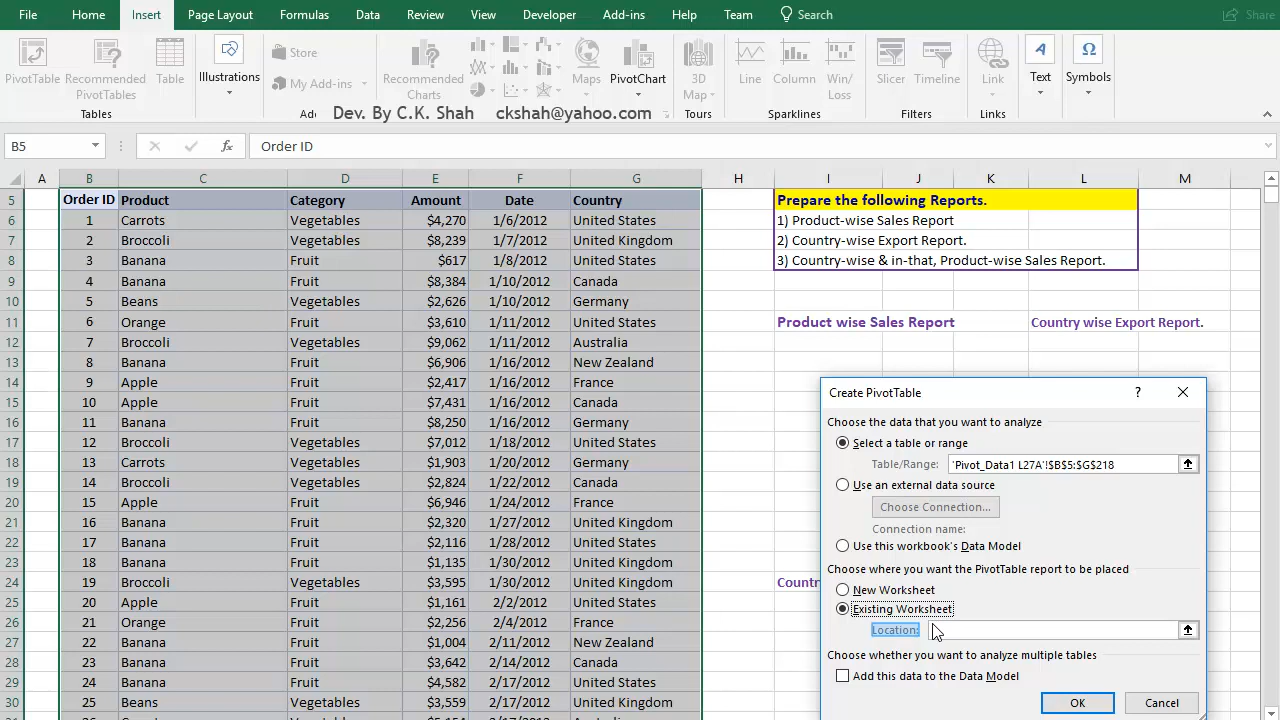 File Home Insert Page Layout Formulas Data Review View Developer Add-ins Help Team Search Share
PivotTable Recommended PivotTables Table Illustrations Store My Add-ins Recommended Charts Maps PivotChart 3D Map Line Column Win/ Loss Slicer Timeline Link Text Symbols
Tables Dev. By C.K. Shah ckshah@yahoo.com Tours Sparklines Filters Links
B5 fx Order ID
A B C D E F G H I J K L M
5 Order ID Product Category Amount Date Country Prepare the following Reports.
6 1 Carrots Vegetables $4,270 1/6/2012 United States 1) Product-wise Sales Report
7 2 Broccoli Vegetables $8,239 1/7/2012 United Kingdom 2) Country-wise Export Report.
8 3 Banana Fruit $617 1/8/2012 United States 3) Country-wise & in-that, Product-wise Sales Report.
9 4 Banana Fruit $8,384 1/10/2012 Canada
10 5 Beans Vegetables $2,626 1/10/2012 Germany
11 6 Orange Fruit $3,610 1/11/2012 United States Product wise Sales Report Country wise Export Report.
12 7 Broccoli Vegetables $9,062 1/11/2012 Australia
13 8 Banana Fruit $6,906 1/16/2012 New Zealand
14 9 Apple Fruit $2,417 1/16/2012 France
15 10 Apple Fruit $7,431 1/16/2012 Canada
16 11 Banana Fruit $8,250 1/16/2012 Germany
17 12 Broccoli Vegetables $7,012 1/18/2012 United States
18 13 Carrots Vegetables $1,903 1/20/2012 Germany
19 14 Broccoli Vegetables $2,824 1/22/2012 Canada
20 15 Apple Fruit $6,946 1/24/2012 France
21 16 Banana Fruit $2,320 1/27/2012 United Kingdom
22 17 Banana Fruit $2,116 1/28/2012 United States
23 18 Banana Fruit $1,135 1/30/2012 United Kingdom
24 19 Broccoli Vegetables $3,595 1/30/2012 United Kingdom Count
25 20 Apple Fruit $1,161 2/2/2012 United States
26 21 Orange Fruit $2,256 2/4/2012 France
27 22 Banana Fruit $1,004 2/11/2012 New Zealand
28 23 Banana Fruit $3,642 2/14/2012 Canada
29 24 Banana Fruit $4,582 2/17/2012 United States
30 25 Beans Vegetables $3,559 2/17/2012 United Kingdom
Create PivotTable ?
Choose the data that you want to analyze
Select a table or range
Table/Range: 'Pivot_Data1 L27A'!$B$5:$G$218
Use an external data source
Choose Connection...
Connection name:
Use this workbook's Data Model
Choose where you want the PivotTable report to be placed
New Worksheet
Existing Worksheet
Location:
Choose whether you want to analyze multiple tables
Add this data to the Data Model
OK Cancel